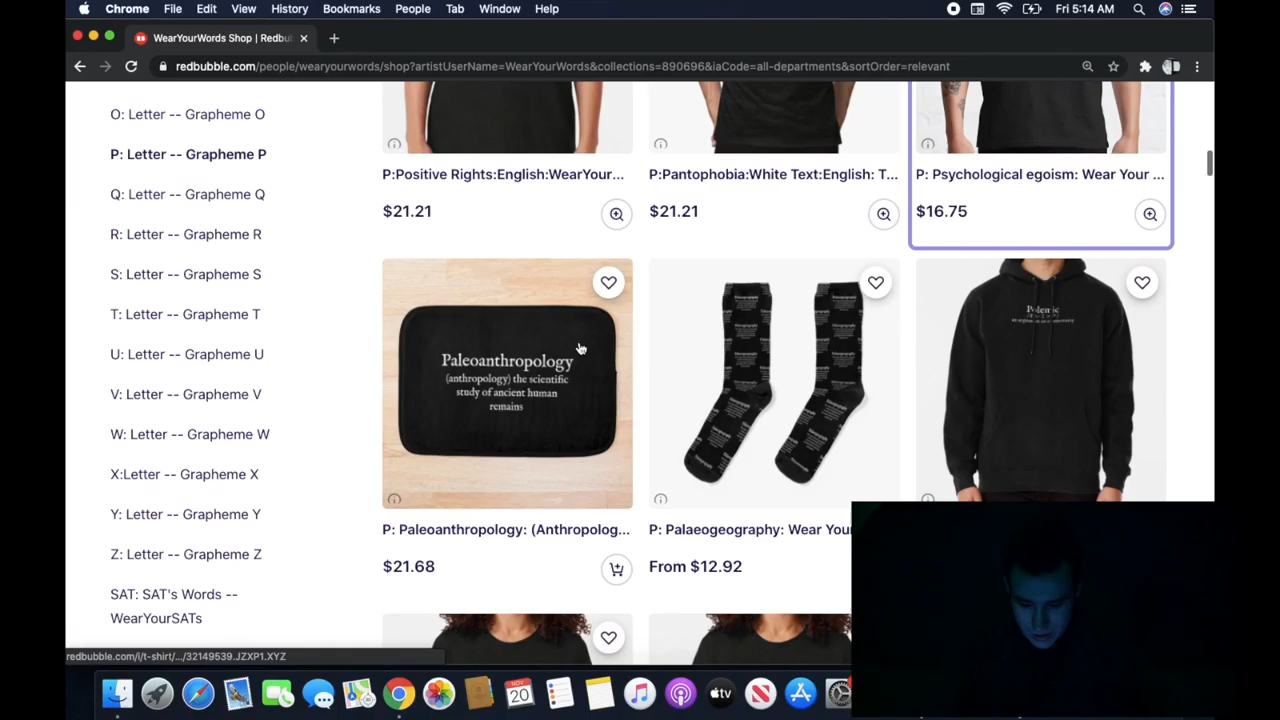 Chrome File Edit View History Bookmarks People Tab Window Help
Fri 5:14 AM
WearYourWords Shop | Redbub
redbubble.com/people/wearyourwords/shop?artistUserName=WearYourWords&collections=890696&iaCode=all-departments&sortOrder=relevant
O: Letter -- Grapheme O
P: Letter -- Grapheme P
Q: Letter -- Grapheme Q
R: Letter -- Grapheme R
S: Letter -- Grapheme S
T: Letter -- Grapheme T
U: Letter -- Grapheme U
V: Letter -- Grapheme V
W: Letter -- Grapheme W
X:Letter -- Grapheme X
Y: Letter -- Grapheme Y
Z: Letter -- Grapheme Z
SAT: SAT's Words --
WearYourSATs
P:Positive Rights:English:WearYour...
$21.21
P:Pantophobia:White Text:English: T...
$21.21
P: Psychological egoism: Wear Your ...
$16.75
Paleoanthropology
(anthropology) the scientific
study of ancient human
remains
Polemic
P: Paleoanthropology: (Anthropolog...
$21.68
P: Palaeogeography: Wear You
From $12.92
redbubble.com/i/t-shirt/.../32149539.JZXP1.XYZ
NOV
20
tv